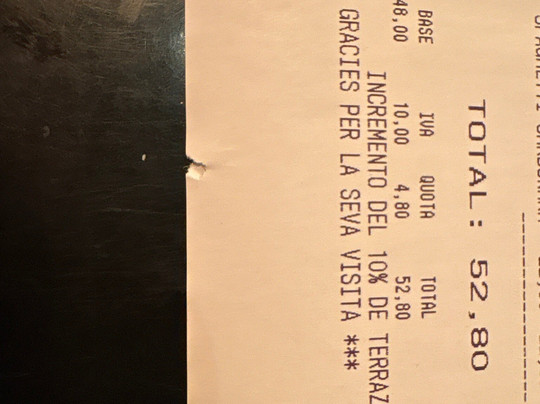 TOTAL: 52,80
BASE IVA QUOTA TOTAL
48,00 10,00 4,80 52,80
INCREMENTO DEL 10% DE TERRAZ
GRACIES PER LA SEVA VISITA ***